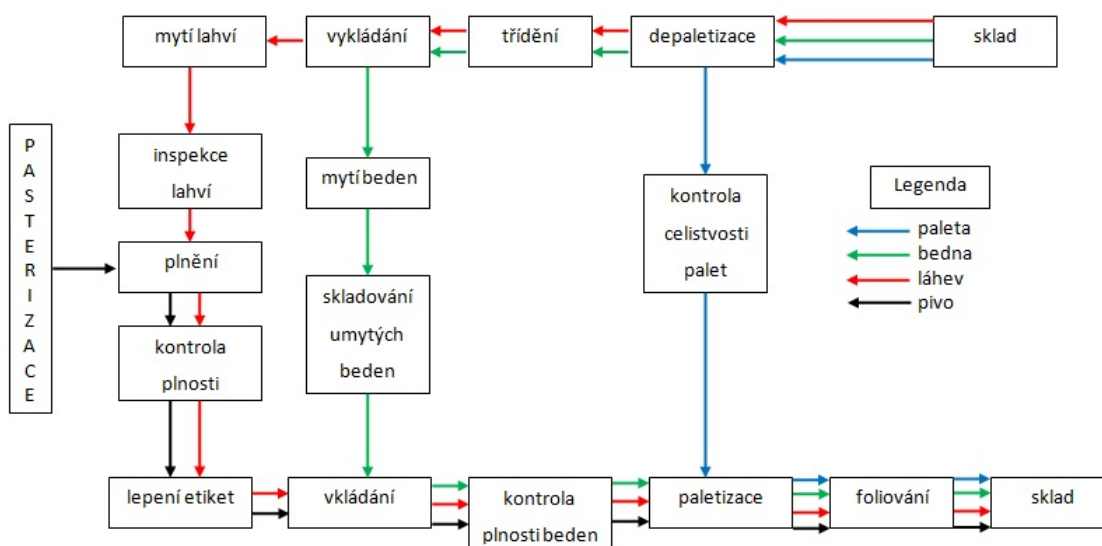 mytí lahví
vykládání
třídění
depaletizace
sklad
P
A
S
T
E
R
I
Z
A
C
E
inspekce
lahví
mytí beden
kontrola
celistvosti
palet
Legenda
paleta
bedna
láhev
pivo
plnění
skladování
umytých
beden
kontrola
plnosti
lepení etiket
vkládání
kontrola
plnosti beden
paletizace
foliování
sklad